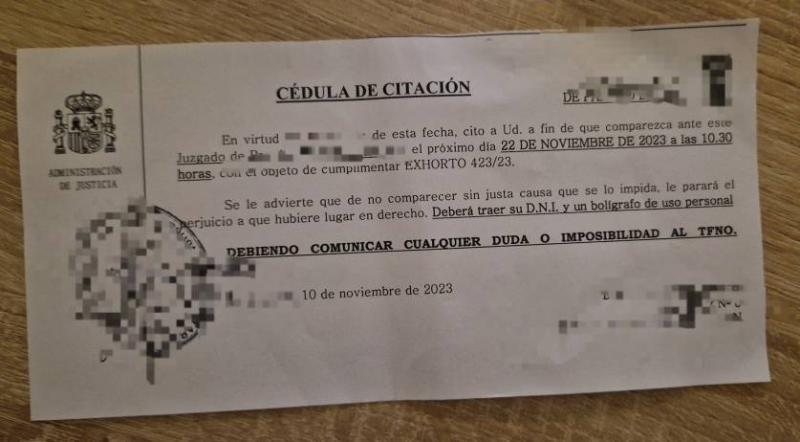 CÉDULA DE CITACIÓN
ADMINISTRACIÓN
DE JUSTICIA
En virtud de esta fecha, cito a Ud. a fin de que comparezca ante este
Juzgado de el próximo día 22 DE NOVIEMBRE DE 2023 a las 10,30
horas, con el objeto de cumplimentar EXHORTO 423/23.
Se le advierte que de no comparecer sin justa causa que se lo impida, le parará el
perjuicio a que hubiere lugar en derecho. Deberá traer su D.N.I. y un bolígrafo de uso personal
DEBIENDO COMUNICAR CUALQUIER DUDA O IMPOSIBILIDAD AL TFNO.
10 de noviembre de 2023